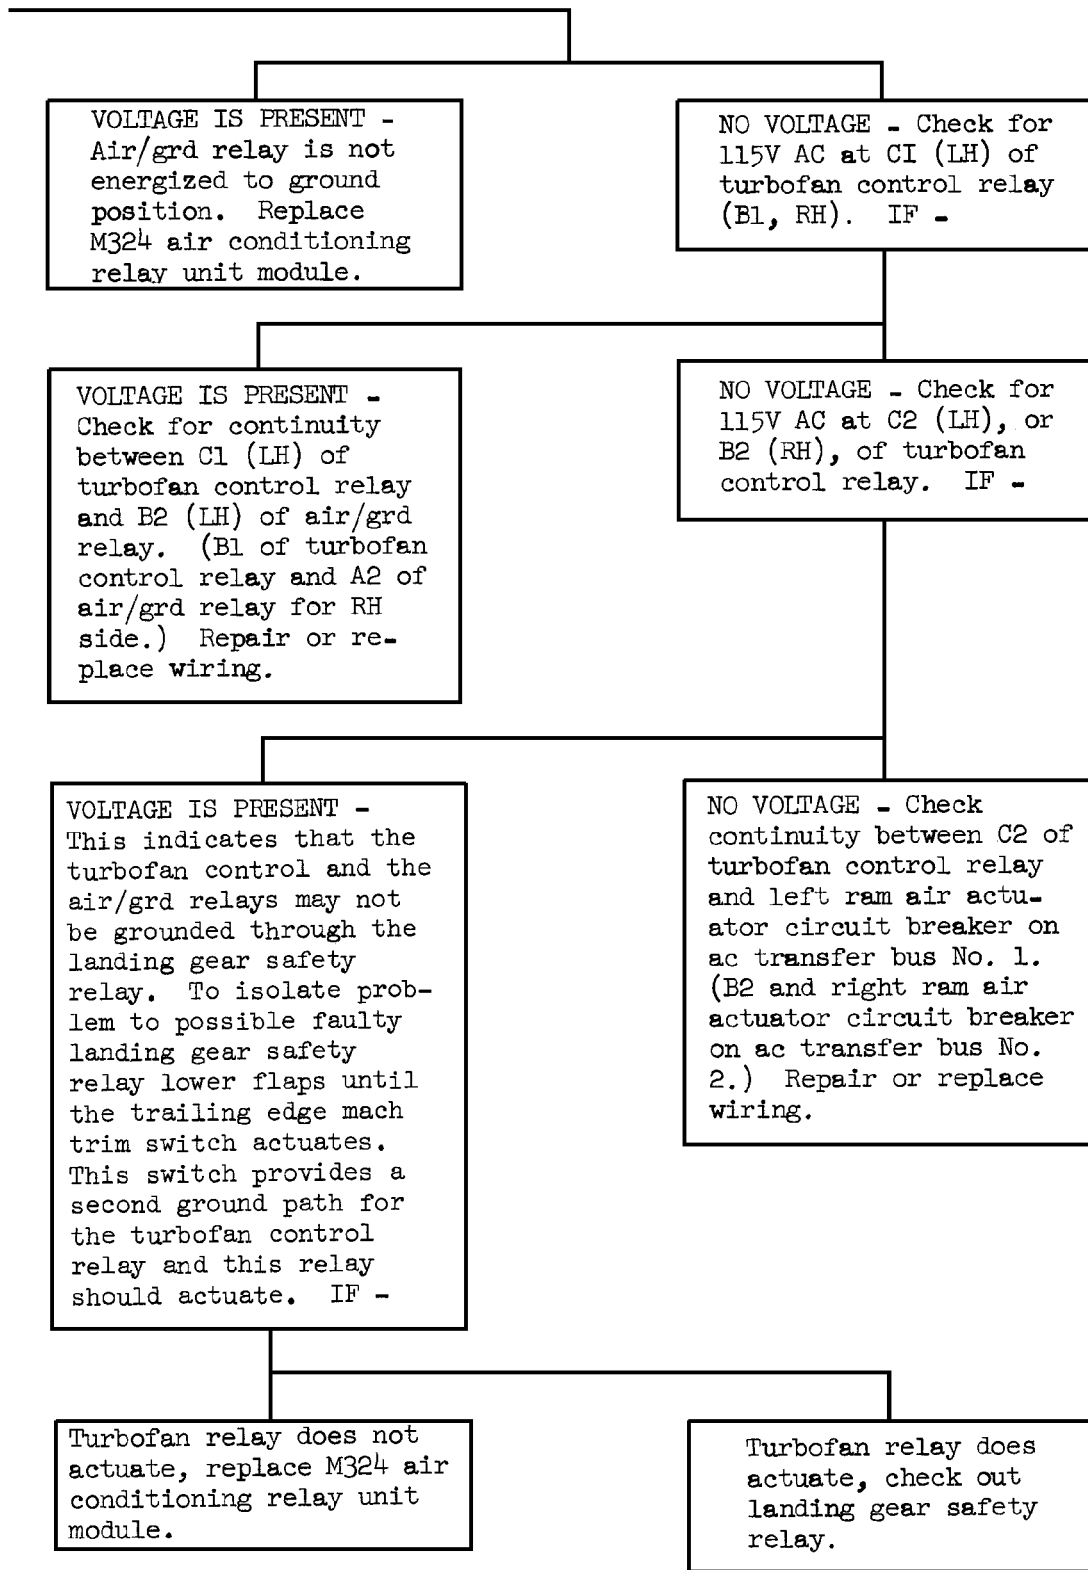 VOLTAGE IS PRESENT -
Air/grd relay is not
energized to ground
position. Replace
M324 air conditioning
relay unit module.
NO VOLTAGE - Check for
115V AC at CI (LH) of
turbofan control relay
(B1, RH). IF -
VOLTAGE IS PRESENT -
Check for continuity
between C1 (LH) of
turbofan control relay
and B2 (LH) of air/grd
relay. (B1 of turbofan
control relay and A2 of
air/grd relay for RH
side.) Repair or re-
place wiring.
NO VOLTAGE - Check for
115V AC at C2 (LH), or
B2 (RH), of turbofan
control relay. IF -
VOLTAGE IS PRESENT -
This indicates that the
turbofan control and the
air/grd relays may not
be grounded through the
landing gear safety
relay. To isolate prob-
lem to possible faulty
landing gear safety
relay lower flaps until
the trailing edge mach
trim switch actuates.
This switch provides a
second ground path for
the turbofan control
relay and this relay
should actuate. IF -
NO VOLTAGE - Check
continuity between C2 of
turbofan control relay
and left ram air actu-
ator circuit breaker on
ac transfer bus No. 1.
(B2 and right ram air
actuator circuit breaker
on ac transfer bus No.
2.) Repair or replace
wiring.
Turbofan relay does not
actuate, replace M324 air
conditioning relay unit
module.
Turbofan relay does
actuate, check out
landing gear safety
relay.